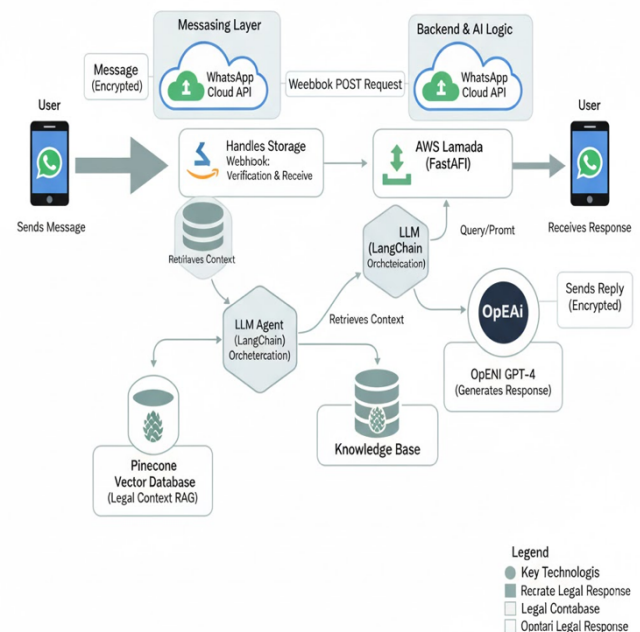 Messasing Layer
Backend & AI Logic
Message
(Encrypted)
WhatsApp
Cloud API
Weebbok POST Request
WhatsApp
Cloud API
User
User
Handles Storage
Webhook:
Verification & Receive
AWS Lamada
(FastAFI)
Sends Message
Receives Response
Retilaves Context
LLM
(LangChain
Orchcteication)
Query/Promt
LLM Agent
(LangChain)
Orchetercation)
Retrieves Context
OpEAi
Sends Reply
(Encrypted)
OpENI GPT-4
(Generates Response)
Pinecone
Vector Database
(Legal Context RAG)
Knowledge Base
Legend
Key Technologis
Recrate Legal Response
Legal Contabase
Opntari Legal Response